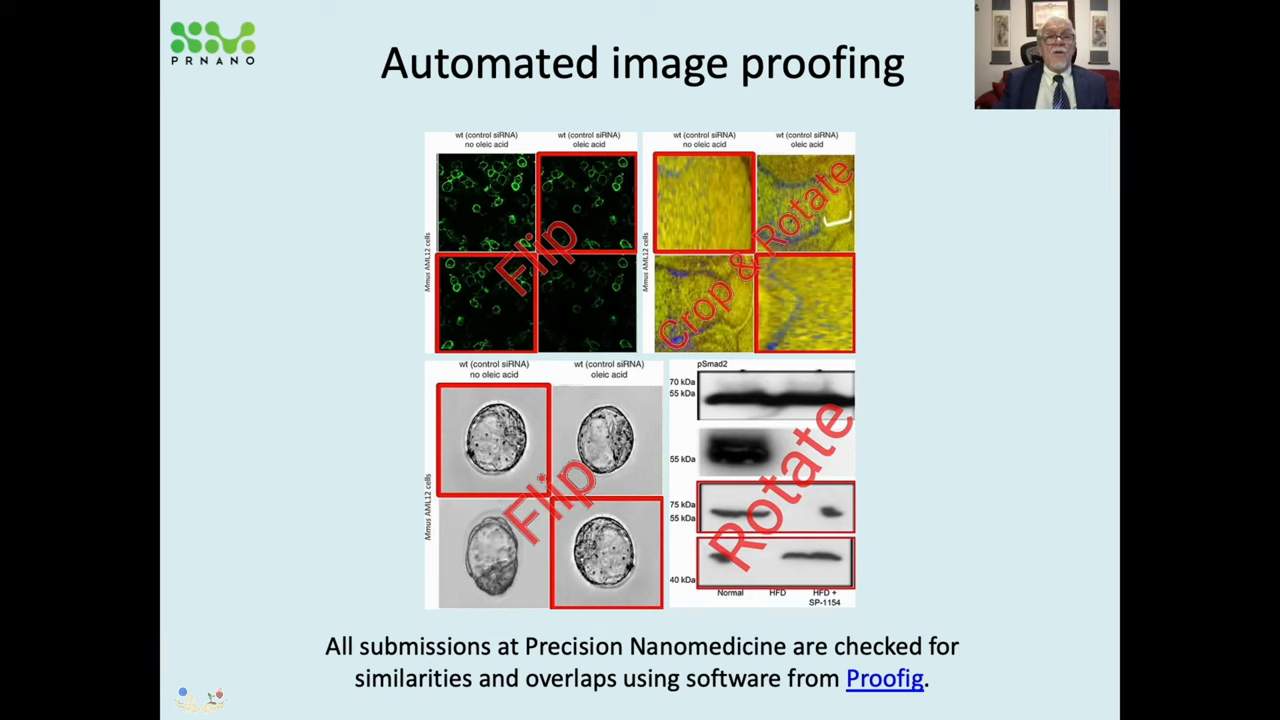 PRNANO
Automated image proofing
wt (control siRNA)
no oleic acid
wt (control siRNA)
oleic acid
wt (control siRNA)
no oleic acid
wt (control siRNA)
oleic acid
Mmus AML12 cells
Flip
Mmus AML12 cells
Crop & Rotate
wt (control siRNA)
no oleic acid
wt (control siRNA)
oleic acid
Mmus AML12 cells
Flip
pSmad2
70 kDa
55 kDa
55 kDa
75 kDa
55 kDa
40 kDa
Rotate
Normal
HFD
HFD +
SP-1154
All submissions at Precision Nanomedicine are checked for
similarities and overlaps using software from Proofig.